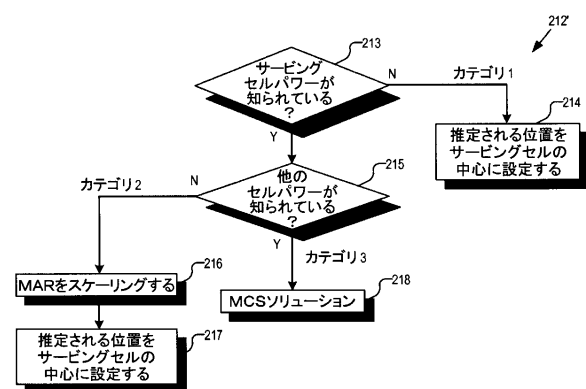 212'
213
サービング
セルパワーが
知られている
?
N
カテゴリ1
214
推定される位置を
サービングセルの
中心に設定する
Y
215
他の
セルパワーが
知られている
?
N
カテゴリ2
Y
カテゴリ3
216
MARをスケーリングする
218
MCSソリューション
217
推定される位置を
サービングセルの
中心に設定する